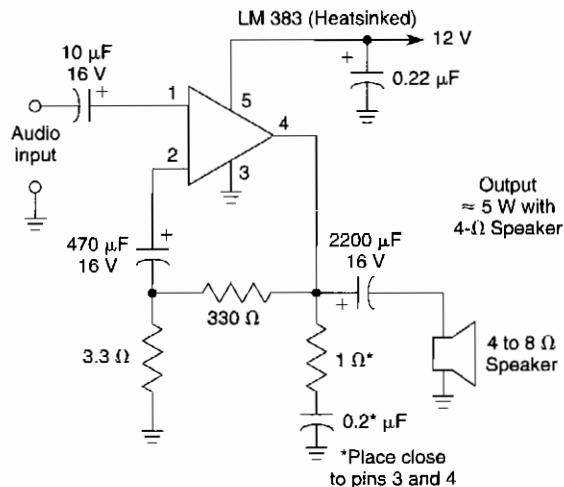 LM 383 (Heatsinked)
12 V
10 µF
16 V
+
+
0.22 µF
1
5
4
Audio
input
2
3
Output
≈ 5 W with
4-Ω Speaker
+
470 µF
16 V
2200 µF
16 V
+
330 Ω
3.3 Ω
1 Ω*
4 to 8 Ω
Speaker
0.2* µF
*Place close
to pins 3 and 4